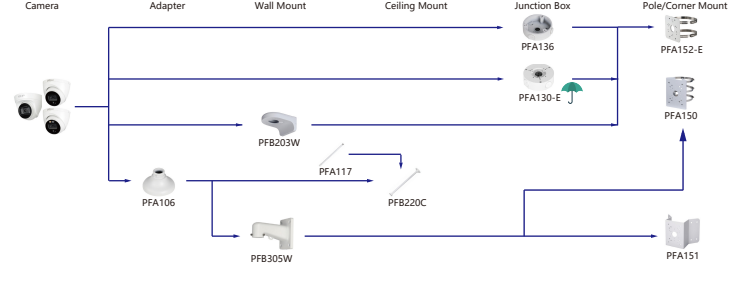 Camera Adapter Wall Mount Ceiling Mount Junction Box Pole/Corner Mount
PFA136
PFA152-E
PFA130-E
PFA150
PFB203W
PFA117
PFA106
PFB220C
PFB305W
PFA151